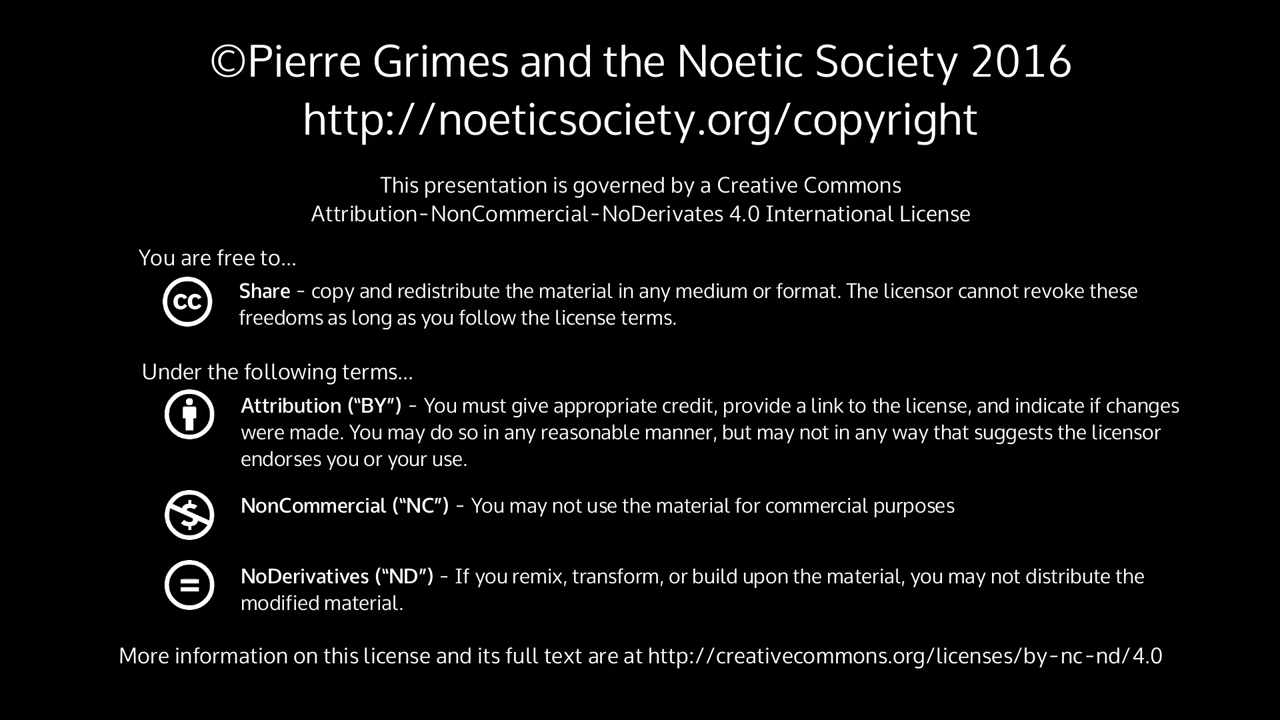 ©Pierre Grimes and the Noetic Society 2016
http://noeticsociety.org/copyright
This presentation is governed by a Creative Commons
Attribution-NonCommercial-NoDerivates 4.0 International License
You are free to...
cc
Share - copy and redistribute the material in any medium or format. The licensor cannot revoke these
freedoms as long as you follow the license terms.
Under the following terms...
Attribution (“BY”) - You must give appropriate credit, provide a link to the license, and indicate if changes
were made. You may do so in any reasonable manner, but may not in any way that suggests the licensor
endorses you or your use.
$
NonCommercial (“NC”) - You may not use the material for commercial purposes
=
NoDerivatives (“ND”) - If you remix, transform, or build upon the material, you may not distribute the
modified material.
More information on this license and its full text are at http://creativecommons.org/licenses/by-nc-nd/4.0